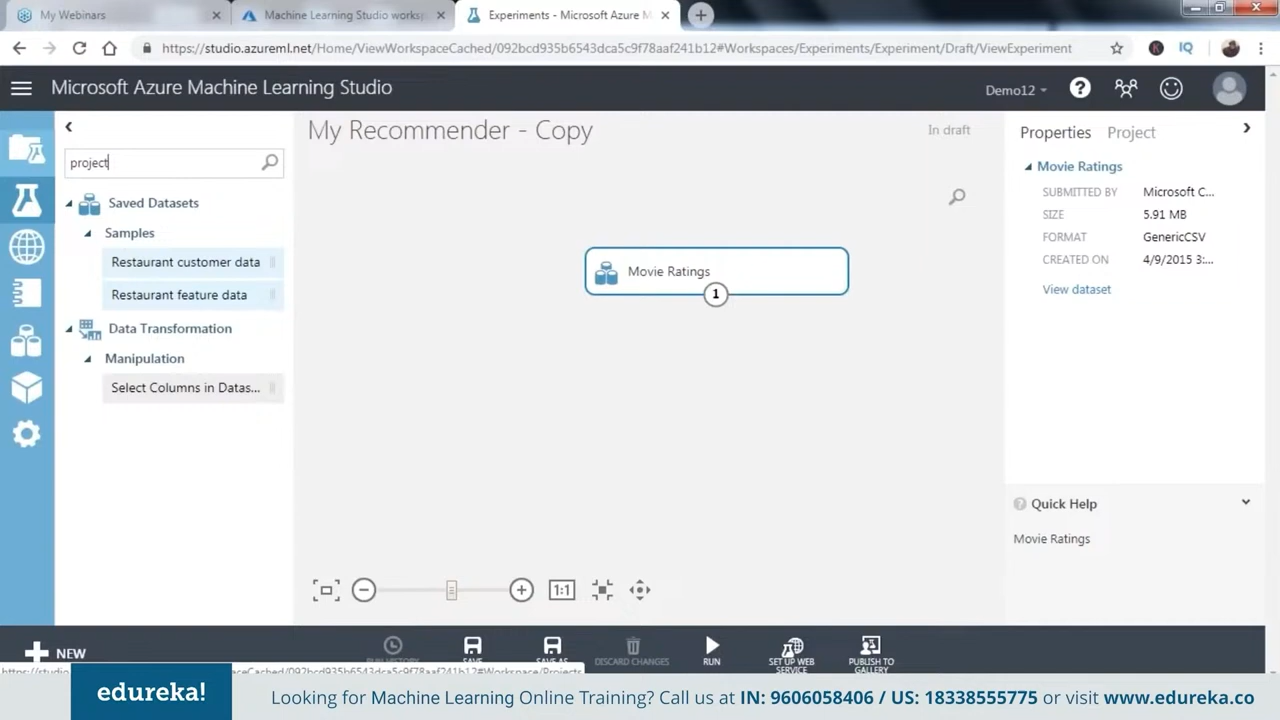 My Webinars
Machine Learning Studio works
Experiments - Microsoft Azure M
https://studio.azureml.net/Home/ViewWorkspaceCached/092bcd935b6543dca5c9f78aaf241b12#Workspaces/Experiments/Experiment/Draft/ViewExperiment
IQ
Microsoft Azure Machine Learning Studio
Demo12
?
project
Saved Datasets
Samples
Restaurant customer data
Restaurant feature data
Data Transformation
Manipulation
Select Columns in Datas...
My Recommender - Copy
In draft
Movie Ratings
1
1:1
Properties
Project
Movie Ratings
SUBMITTED BY Microsoft C...
SIZE 5.91 MB
FORMAT GenericCSV
CREATED ON 4/9/2015 3:...
View dataset
Quick Help
Movie Ratings
NEW
RUN HISTORY
SAVE
SAVE AS
DISCARD CHANGES
RUN
SET UP WEB SERVICE
PUBLISH TO GALLERY
edureka!
Looking for Machine Learning Online Training? Call us at IN: 9606058406 / US: 18338555775 or visit www.edureka.co